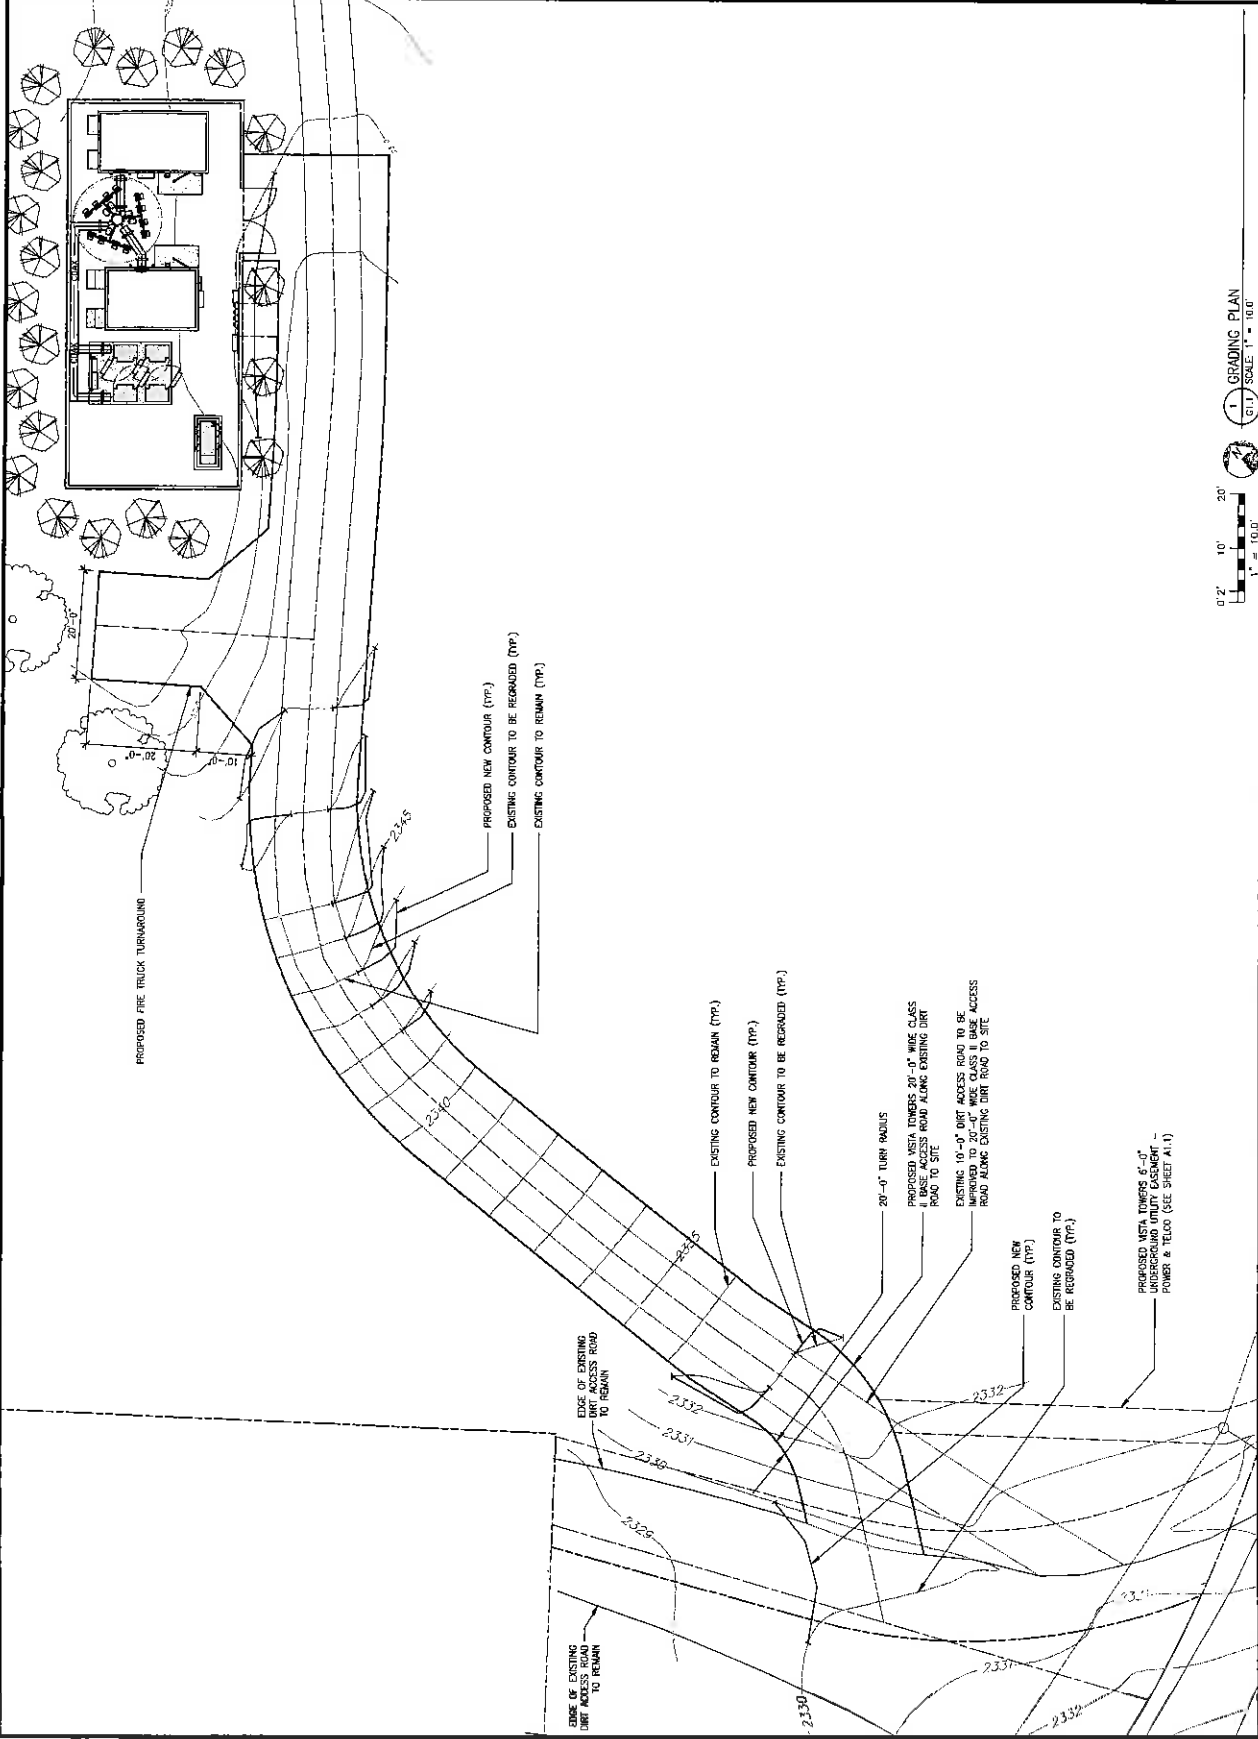 COAX
COAX
20'-0"
20'-0"
10'-0"
PROPOSED FIRE TRUCK TURNAROUND
PROPOSED NEW CONTOUR (TYP.)
EXISTING CONTOUR TO BE REGRADED (TYP.)
EXISTING CONTOUR TO REMAIN (TYP.)
2345
2340
2335
EXISTING CONTOUR TO REMAIN (TYP.)
PROPOSED NEW CONTOUR (TYP.)
EXISTING CONTOUR TO BE REGRADED (TYP.)
20'-0" TURN RADIUS
PROPOSED VISTA TOWERS 20'-0" WIDE CLASS
II BASE ACCESS ROAD ALONG EXISTING DIRT
ROAD TO SITE
EXISTING 10'-0" DIRT ACCESS ROAD TO BE
IMPROVED TO 20'-0" WIDE CLASS II BASE ACCESS
ROAD ALONG EXISTING DIRT ROAD TO SITE
PROPOSED NEW
CONTOUR (TYP.)
EXISTING CONTOUR TO
BE REGRADED (TYP.)
PROPOSED VISTA TOWERS 6'-0"
UNDERGROUND UTILITY EASEMENT –
POWER & TELCO (SEE SHEET A1.1)
EDGE OF EXISTING
DIRT ACCESS ROAD
TO REMAIN
2332
2331
2330
2329
2332
EDGE OF EXISTING
DIRT ACCESS ROAD
TO REMAIN
2330
2331
2331
2332
0' 2' 10' 20'
1" = 10.0'
N
1
G1.1
GRADING PLAN
SCALE: 1" = 10.0'